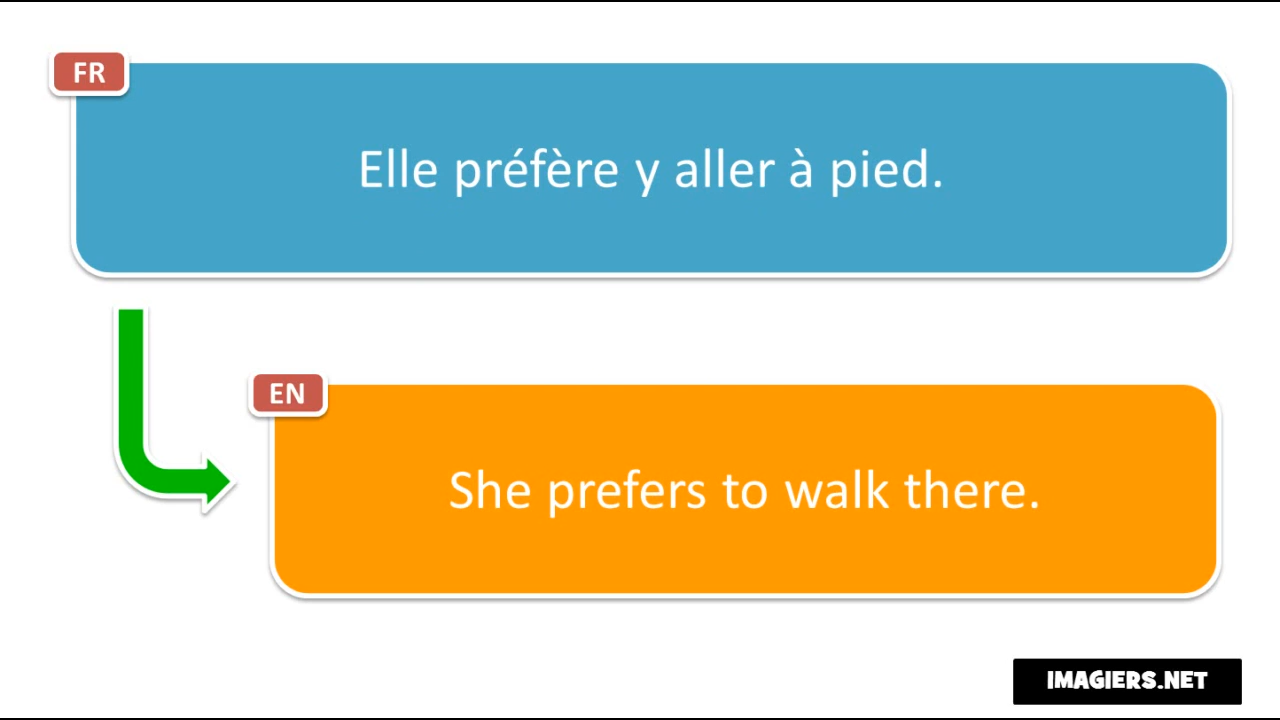 FR
Elle préfère y aller à pied.
EN
She prefers to walk there.
IMAGIERS.NET